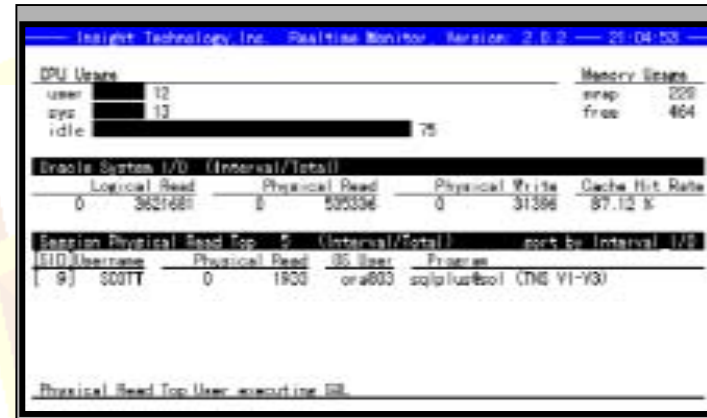 Insight Technology, Inc. Realtime Monitor, Version: 2.0.2 21:04:53
CPU Usage Memory Usage
user 12 swap 220
sys 13 free 464
idle 75
Oracle System I/O (Interval/Total)
Logical Read Physical Read Physical Write Cache Hit Rate
0 3621681 0 31386 87.12 %
Session Physical Read Top 5 (Interval/Total) sort by Interval I/O
[SID]Username Physical Read OS User Program
[ 9] SCOTT 0 1933 ora803 sqlplus@sol (TNS V1-V3)
Physical Read Top User executing SQL